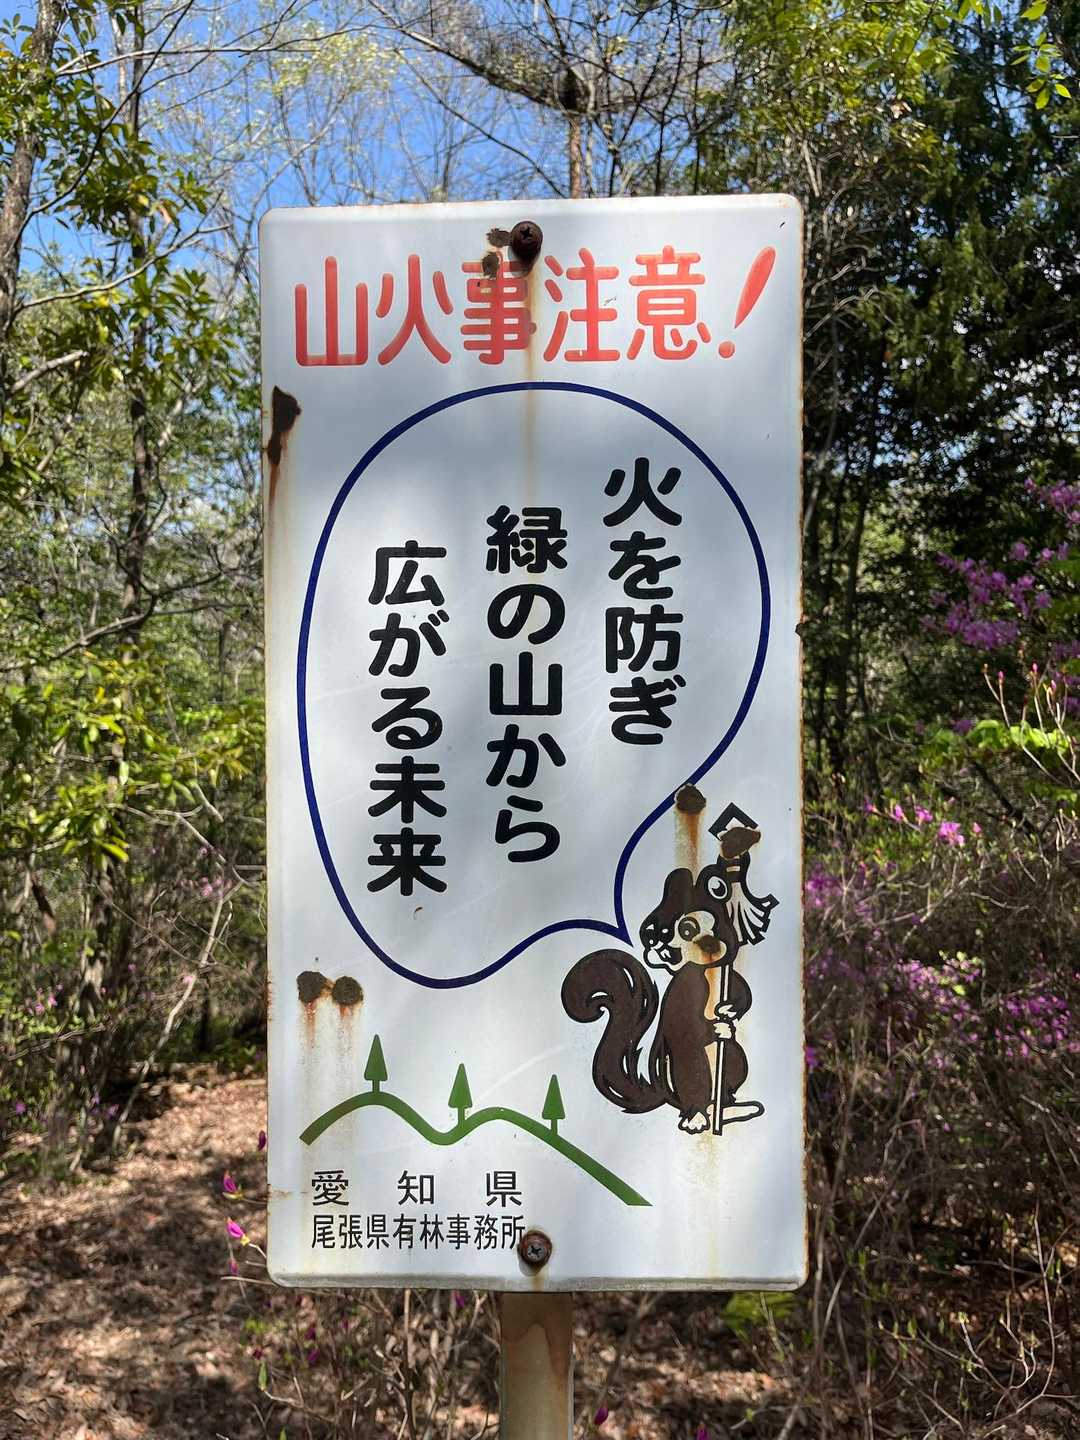 山火事注意!
火を防ぎ
緑の山から
広がる未来
愛知県
尾張県有林事務所